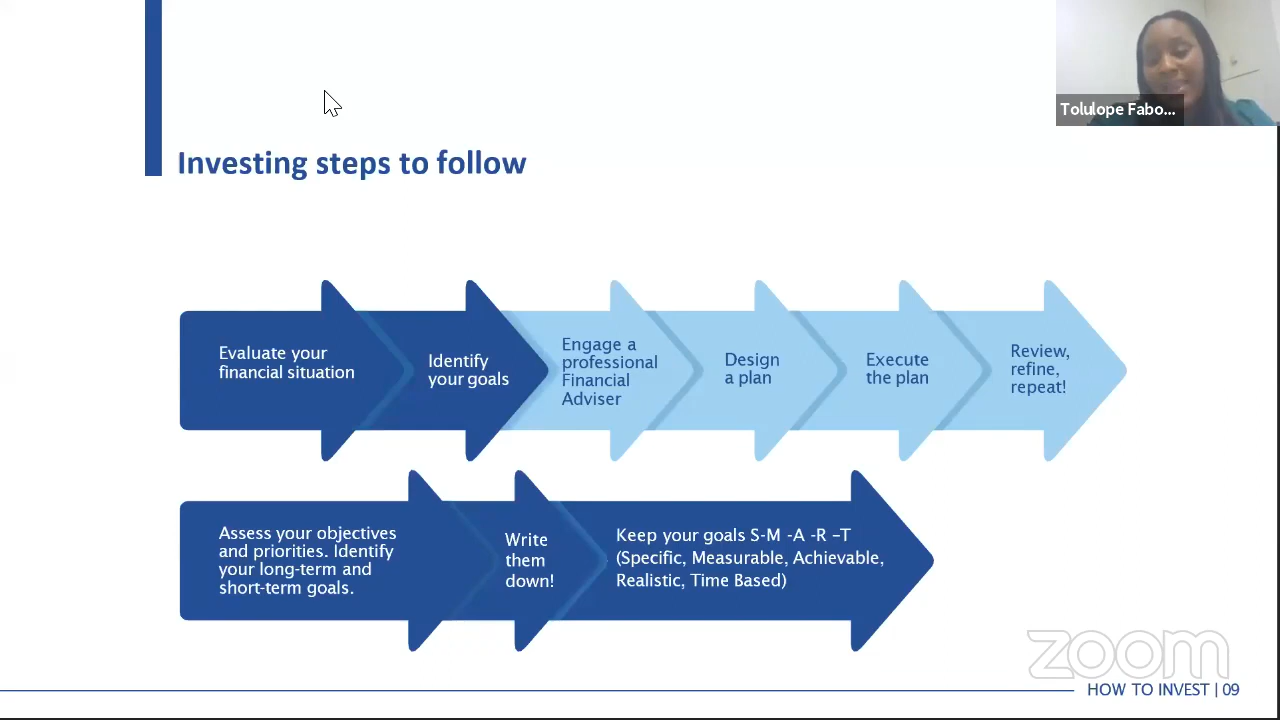 Tolulope Fabo...
Investing steps to follow
Evaluate your
financial situation
Identify
your goals
Engage a
professional
Financial
Adviser
Design
a plan
Execute
the plan
Review,
refine,
repeat!
Assess your objectives
and priorities. Identify
your long-term and
short-term goals.
Write
them
down!
Keep your goals S-M -A -R –T
(Specific, Measurable, Achievable,
Realistic, Time Based)
zoom
HOW TO INVEST | 09